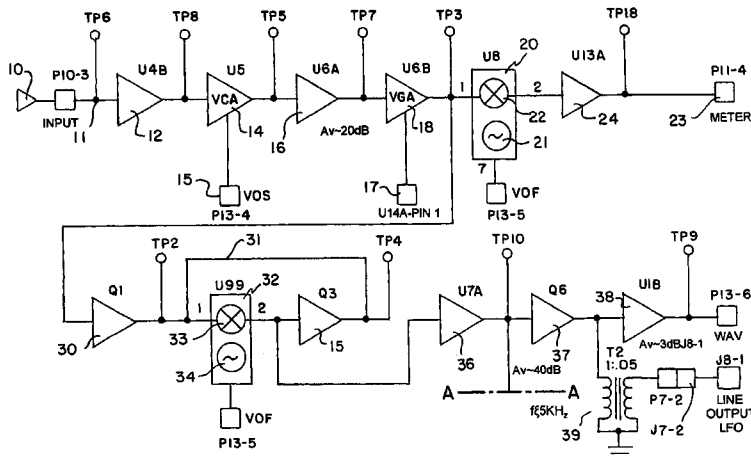 TP6
TP8
TP5
TP7
TP3
TP18
10
P10-3
U4B
U5
U6A
U6B
U8
20
U13A
P11-4
1
2
VCA
VGA
22
INPUT
11
12
14
16
Av~20dB
18
21
24
23
METER
7
15
VOS
P13-4
17
U14A-PIN 1
VOF
P13-5
TP2
31
TP4
TP10
TP9
Q1
U99
32
Q3
U7A
Q6
U1B
38
P13-6
1
2
33
30
34
15
36
37
WAV
Av~40dB
Av~3dBJ8-1
T2
1:.05
J8-1
A
A
fξ5KHz
VOF
P13-5
39
P7-2
J7-2
LINE
OUTPUT
LFO